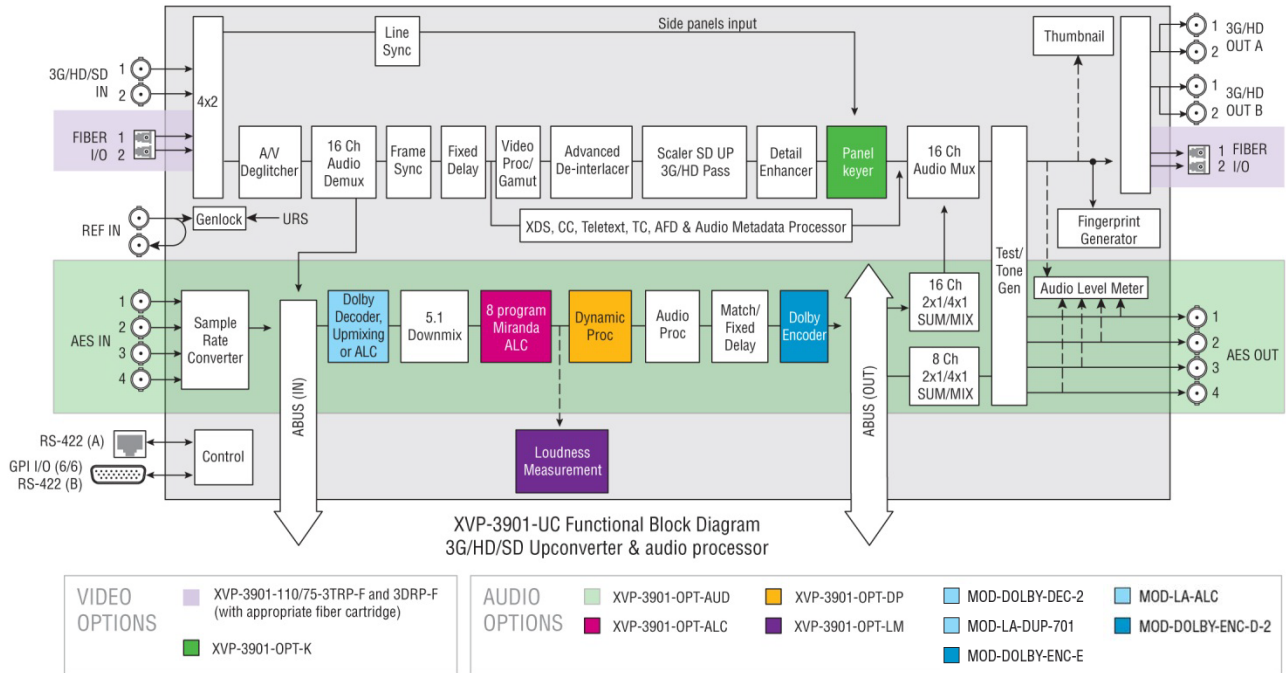 Side panels input
Line
Sync
Thumbnail
1
2
3G/HD
OUT A
1
2
3G/HD
OUT B
3G/HD/SD
IN
1
2
4x2
FIBER
I/O
1
2
A/V
Deglitcher
16 Ch
Audio
Demux
Frame
Sync
Fixed
Delay
Video
Proc/
Gamut
Advanced
De-interlacer
Scaler SD UP
3G/HD Pass
Detail
Enhancer
Panel
keyer
16 Ch
Audio Mux
1
2
FIBER
I/O
REF IN
Genlock
URS
XDS, CC, Teletext, TC, AFD & Audio Metadata Processor
Fingerprint
Generator
Test/
Tone
Gen
Audio Level Meter
AES IN
1
2
3
4
Sample
Rate
Converter
ABUS (IN)
Dolby
Decoder,
Upmixing
or ALC
5.1
Downmix
8 program
Miranda
ALC
Dynamic
Proc
Audio
Proc
Match/
Fixed
Delay
Dolby
Encoder
ABUS (OUT)
16 Ch
2x1/4x1
SUM/MIX
8 Ch
2x1/4x1
SUM/MIX
1
2
3
4
AES OUT
RS-422 (A)
GPI I/O (6/6)
RS-422 (B)
Control
Loudness
Measurement
XVP-3901-UC Functional Block Diagram
3G/HD/SD Upconverter & audio processor
VIDEO
OPTIONS
XVP-3901-110/75-3TRP-F and 3DRP-F
(with appropriate fiber cartridge)
XVP-3901-OPT-K
AUDIO
OPTIONS
XVP-3901-OPT-AUD
XVP-3901-OPT-DP
MOD-DOLBY-DEC-2
MOD-LA-ALC
XVP-3901-OPT-ALC
XVP-3901-OPT-LM
MOD-LA-DUP-701
MOD-DOLBY-ENC-D-2
MOD-DOLBY-ENC-E